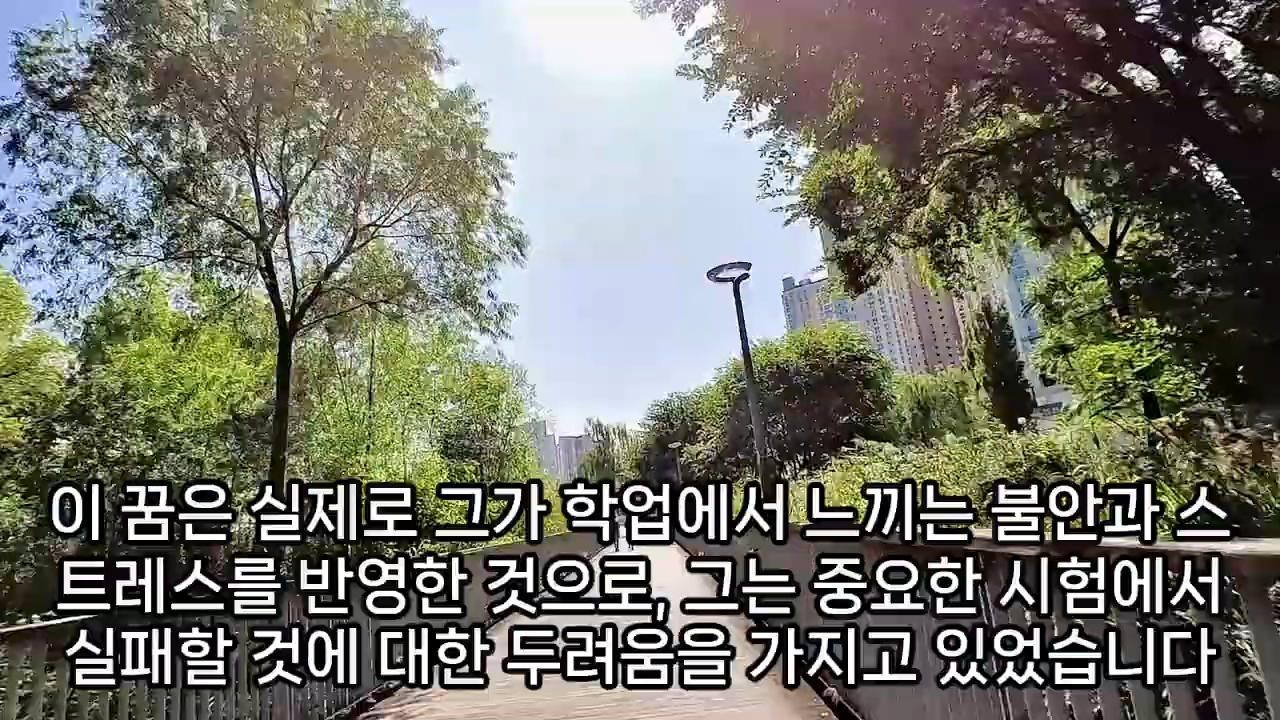 이 꿈은 실제로 그가 학업에서 느끼는 불안과 스
트레스를 반영한 것으로, 그는 중요한 시험에서
실패할 것에 대한 두려움을 가지고 있었습니다